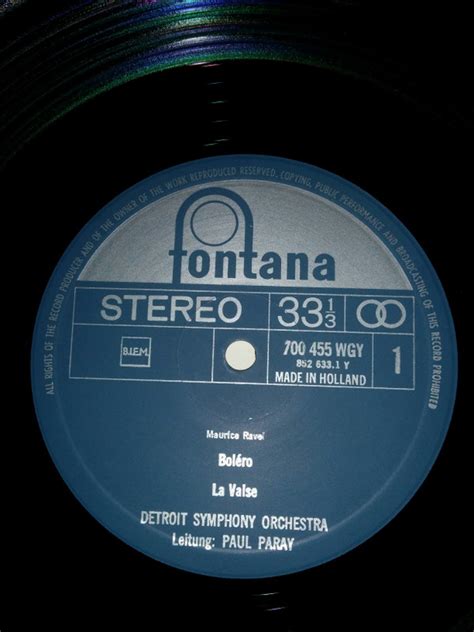 ALL RIGHTS OF THE RECORD PRODUCER AND OF THE OWNER OF THE WORK REPRODUCED RESERVED. COPYING, PUBLIC PERFORMANCE AND BROADCASTING OF THIS RECORD PROHIBITED
fontana
STEREO 33 1/3
B.I.E.M. 700 455 WGY 1
852 633.1 Y
MADE IN HOLLAND
Maurice Ravel
Boléro
La Valse
DETROIT SYMPHONY ORCHESTRA
Leitung: PAUL PARAY